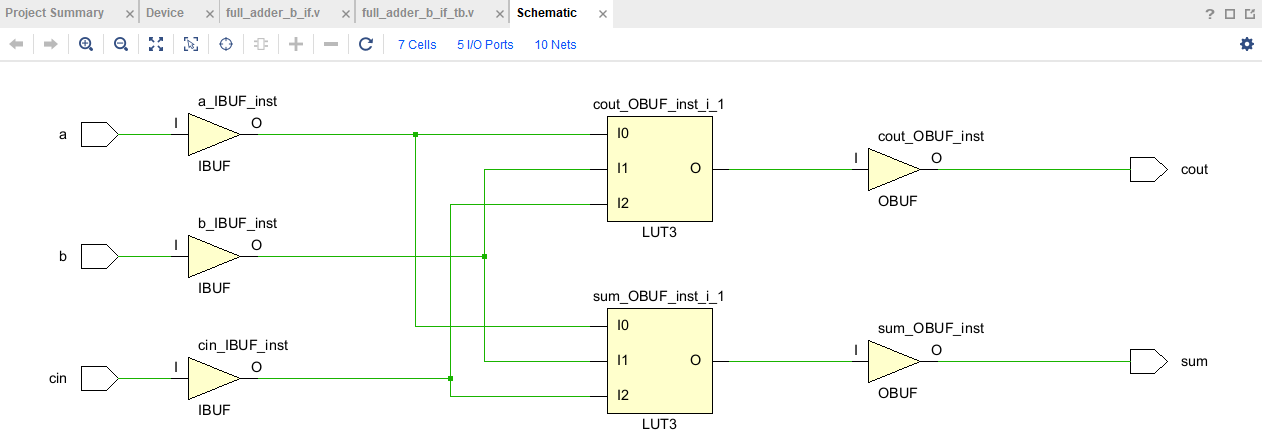 Project Summary
Device
full_adder_b_if.v
full_adder_b_if_tb.v
Schematic
7 Cells
5 I/O Ports
10 Nets
a_IBUF_inst
a
I
O
IBUF
cout_OBUF_inst_i_1
I0
I1
I2
O
LUT3
cout_OBUF_inst
I
O
OBUF
cout
b_IBUF_inst
b
I
O
IBUF
sum_OBUF_inst_i_1
I0
I1
I2
O
LUT3
sum_OBUF_inst
I
O
OBUF
sum
cin_IBUF_inst
cin
I
O
IBUF